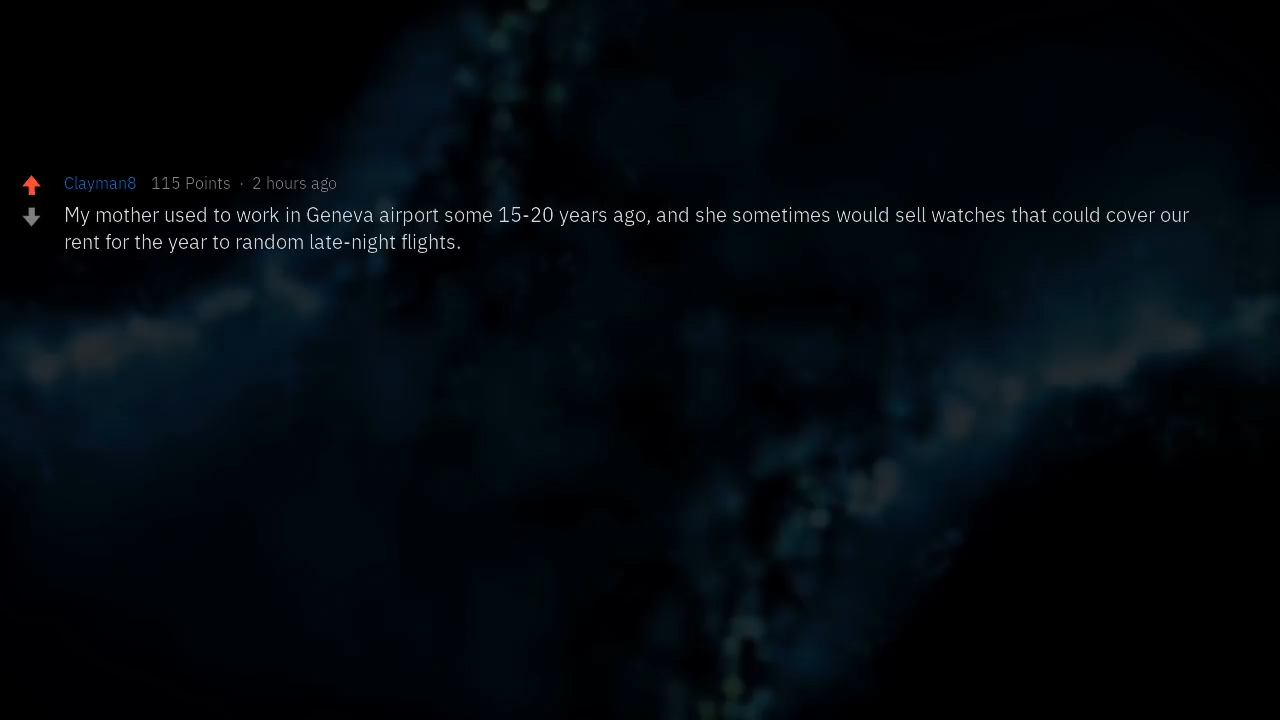 Clayman8 115 Points · 2 hours ago
My mother used to work in Geneva airport some 15-20 years ago, and she sometimes would sell watches that could cover our
rent for the year to random late-night flights.